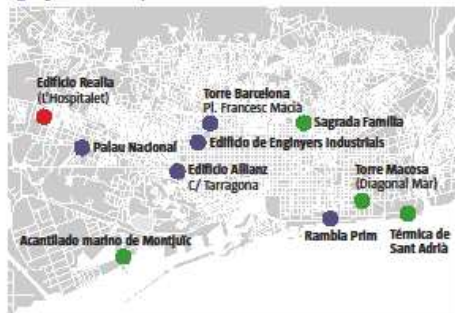 Edificio Realia
(L'Hospitalet)
Torre Barcelona
Pl. Francesc Macià
Sagrada Família
Edificio de Enginyers Industrials
Palau Nacional
Edificio Allianz
C/ Tarragona
Torre Macosa
(Diagonal Mar)
Rambla Prim
Térmica de
Sant Adrià
Acantilado marino de Montjuïc